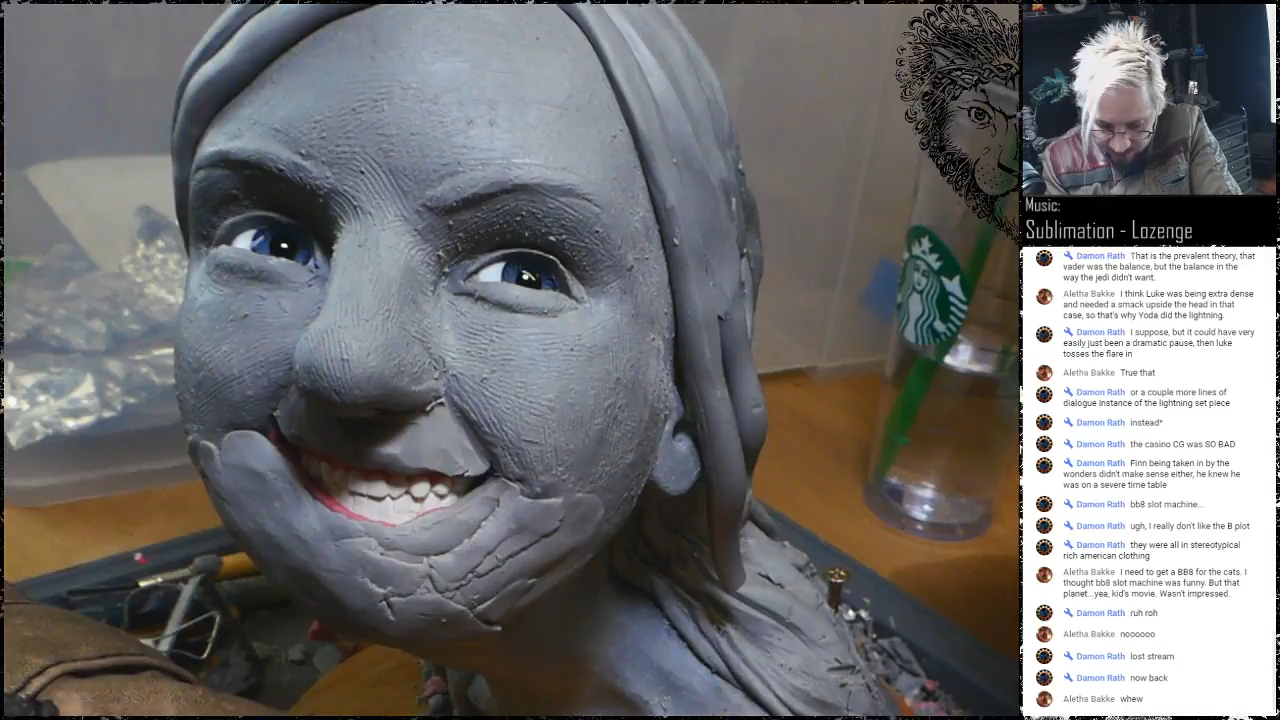 Music:
Sublimation - Lozenge
Damon Rath That is the prevalent theory, that
vader was the balance, but the balance in the
way the jedi didn't want.
Aletha Bakke I think Luke was being extra dense
and needed a smack upside the head in that
case, so that's why Yoda did the lightning.
Damon Rath I suppose, but it could have very
easily just been a dramatic pause, then luke
tosses the flare in
Aletha Bakke True that
Damon Rath or a couple more lines of
dialogue instance of the lightning set piece
Damon Rath instead*
Damon Rath the casino CG was SO BAD
Damon Rath Finn being taken in by the
wonders didn't make sense either, he knew he
was on a severe time table
Damon Rath bb8 slot machine...
Damon Rath ugh, I really don't like the B plot
Damon Rath they were all in stereotypical
rich american clothing
Aletha Bakke I need to get a BB8 for the cats. I
thought bb8 slot machine was funny. But that
planet...yea, kid's movie. Wasn't impressed.
Damon Rath ruh roh
Aletha Bakke noooooo
Damon Rath lost stream
Damon Rath now back
Aletha Bakke whew